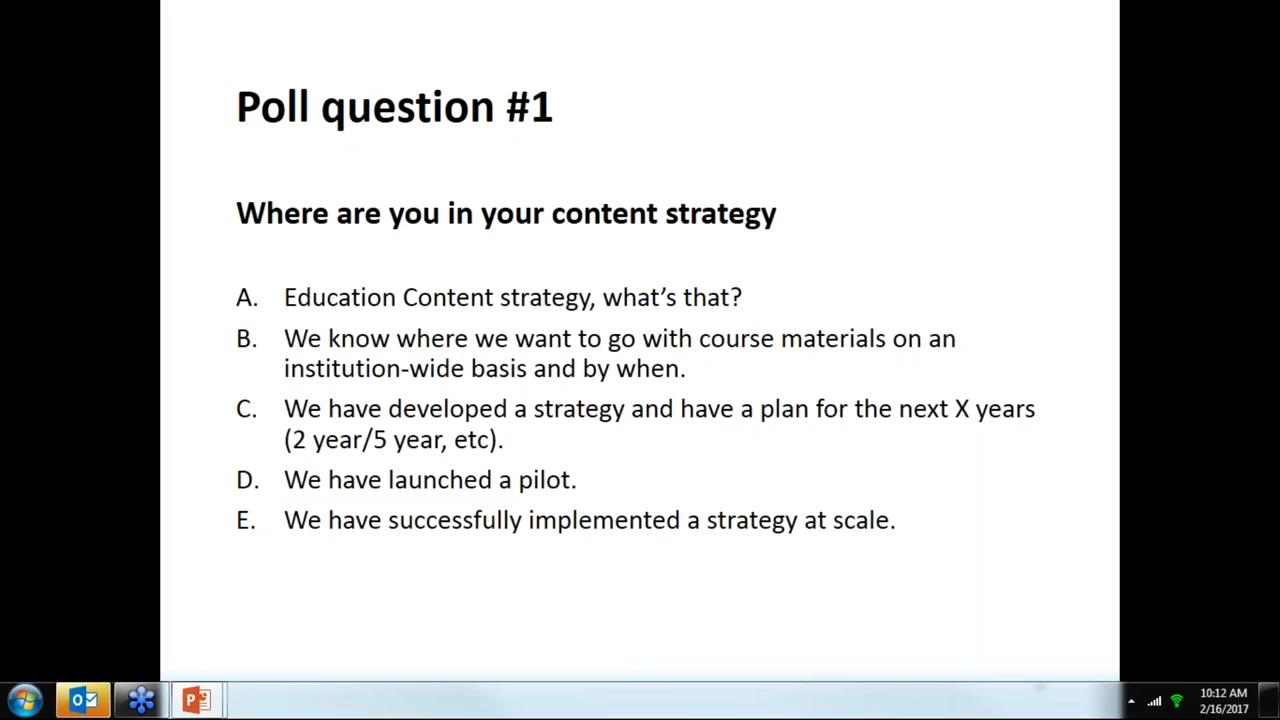 Poll question #1
Where are you in your content strategy
A. Education Content strategy, what's that?
B. We know where we want to go with course materials on an
institution-wide basis and by when.
C. We have developed a strategy and have a plan for the next X years
(2 year/5 year, etc).
D. We have launched a pilot.
E. We have successfully implemented a strategy at scale.
10:12 AM
2/16/2017